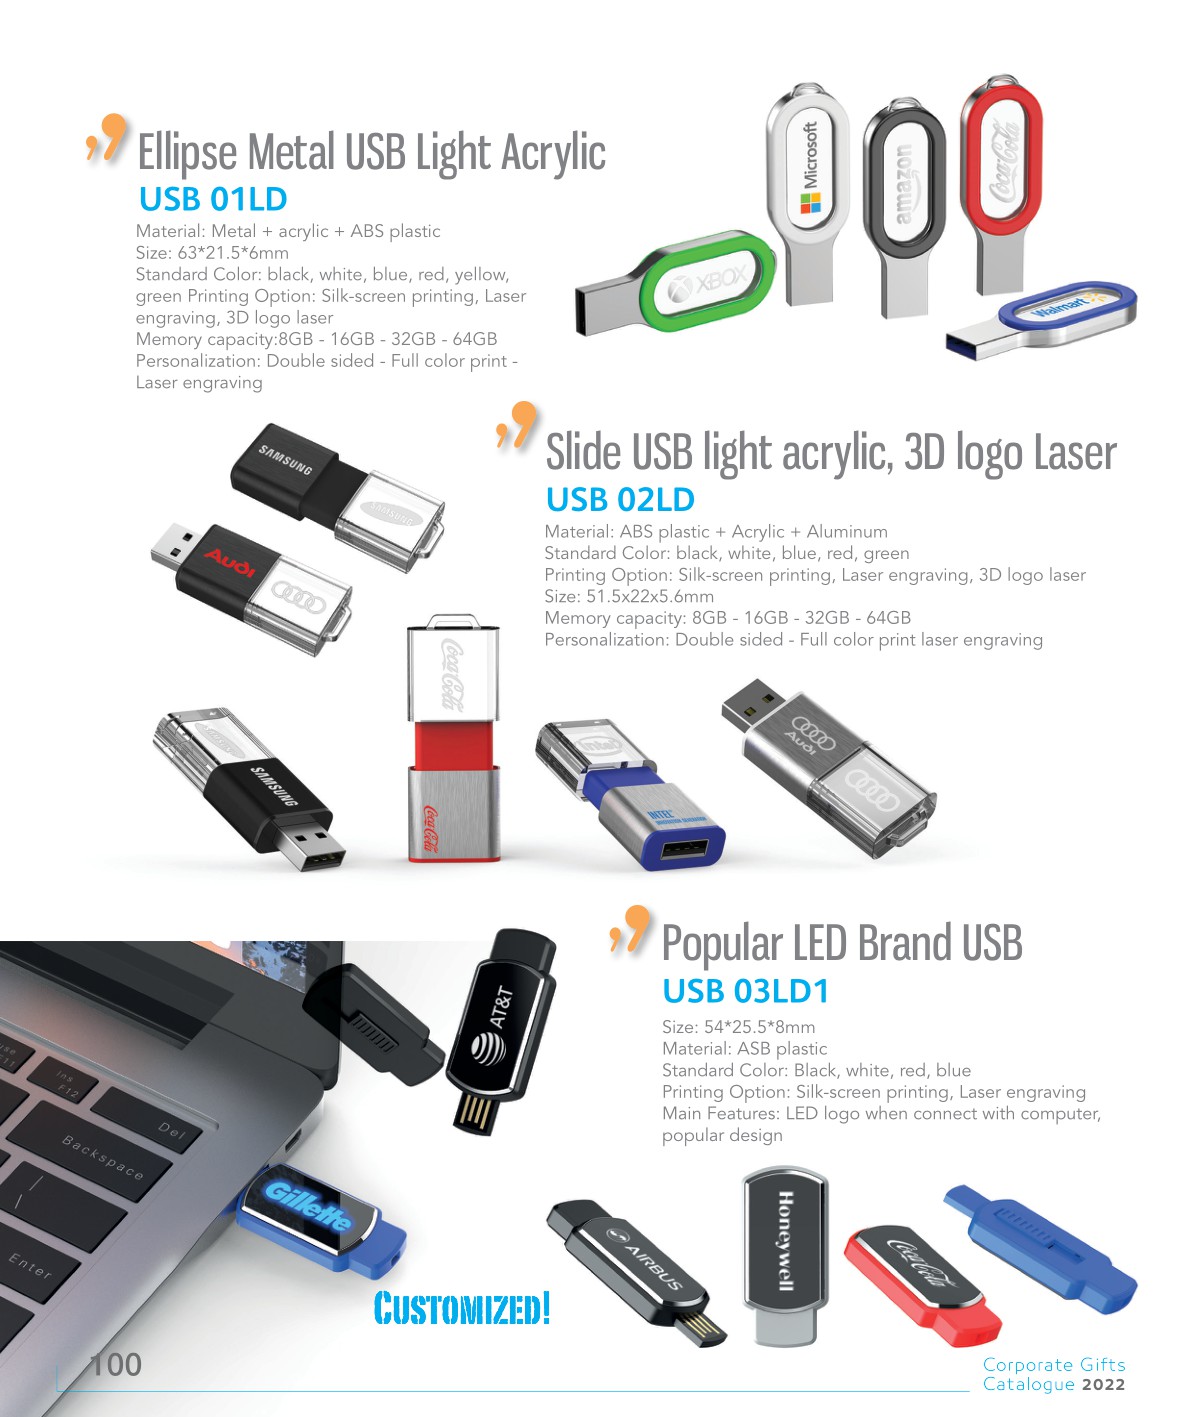 Ellipse Metal USB Light Acrylic
USB 01LD
Material: Metal + acrylic + ABS plastic
Size: 63*21.5*6mm
Standard Color: black, white, blue, red, yellow,
green Printing Option: Silk-screen printing, Laser
engraving, 3D logo laser
Memory capacity:8GB - 16GB - 32GB - 64GB
Personalization: Double sided - Full color print -
Laser engraving
XBOX
Microsoft
amazon
Coca-Cola
Walmart
Slide USB light acrylic, 3D logo Laser
USB 02LD
Material: ABS plastic + Acrylic + Aluminum
Standard Color: black, white, blue, red, green
Printing Option: Silk-screen printing, Laser engraving, 3D logo laser
Size: 51.5x22x5.6mm
Memory capacity: 8GB - 16GB - 32GB - 64GB
Personalization: Double sided - Full color print laser engraving
SAMSUNG
SAMSUNG
Audi
SAMSUNG
Coca-Cola
Coca-Cola
intel
INTEL
Audi
Popular LED Brand USB
USB 03LD1
Size: 54*25.5*8mm
Material: ASB plastic
Standard Color: Black, white, red, blue
Printing Option: Silk-screen printing, Laser engraving
Main Features: LED logo when connect with computer,
popular design
AT&T
F11
Ins
F12
Del
Backspace
Enter
Gillette
Customized!
AIRBUS
Honeywell
Coca-Cola
100
Corporate Gifts
Catalogue 2022